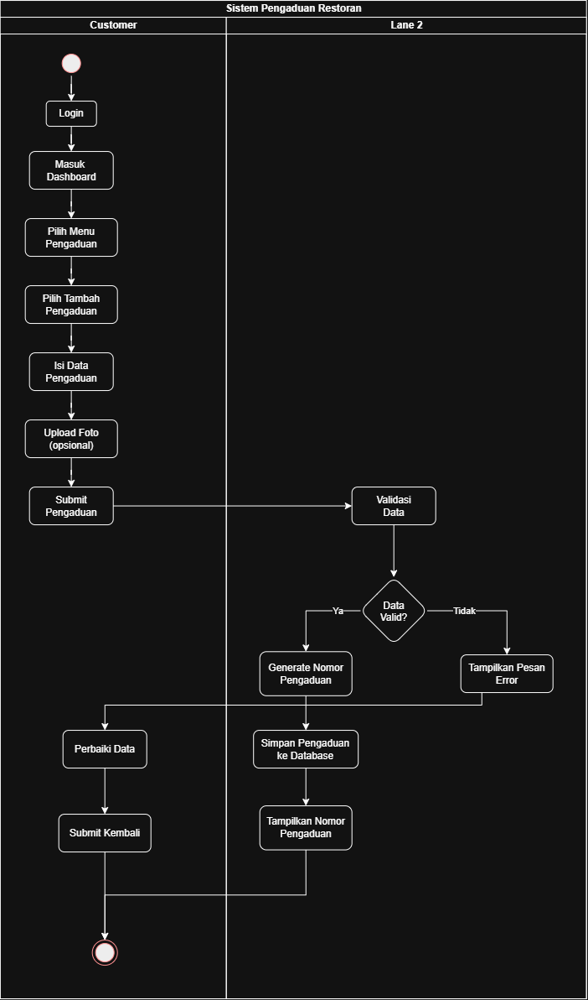 Sistem Pengaduan Restoran
Customer
Lane 2
Login
Masuk
Dashboard
Pilih Menu
Pengaduan
Pilih Tambah
Pengaduan
Isi Data
Pengaduan
Upload Foto
(opsional)
Submit
Pengaduan
Validasi
Data
Data
Valid?
Ya
Tidak
Generate Nomor
Pengaduan
Tampilkan Pesan
Error
Perbaiki Data
Simpan Pengaduan
ke Database
Submit Kembali
Tampilkan Nomor
Pengaduan